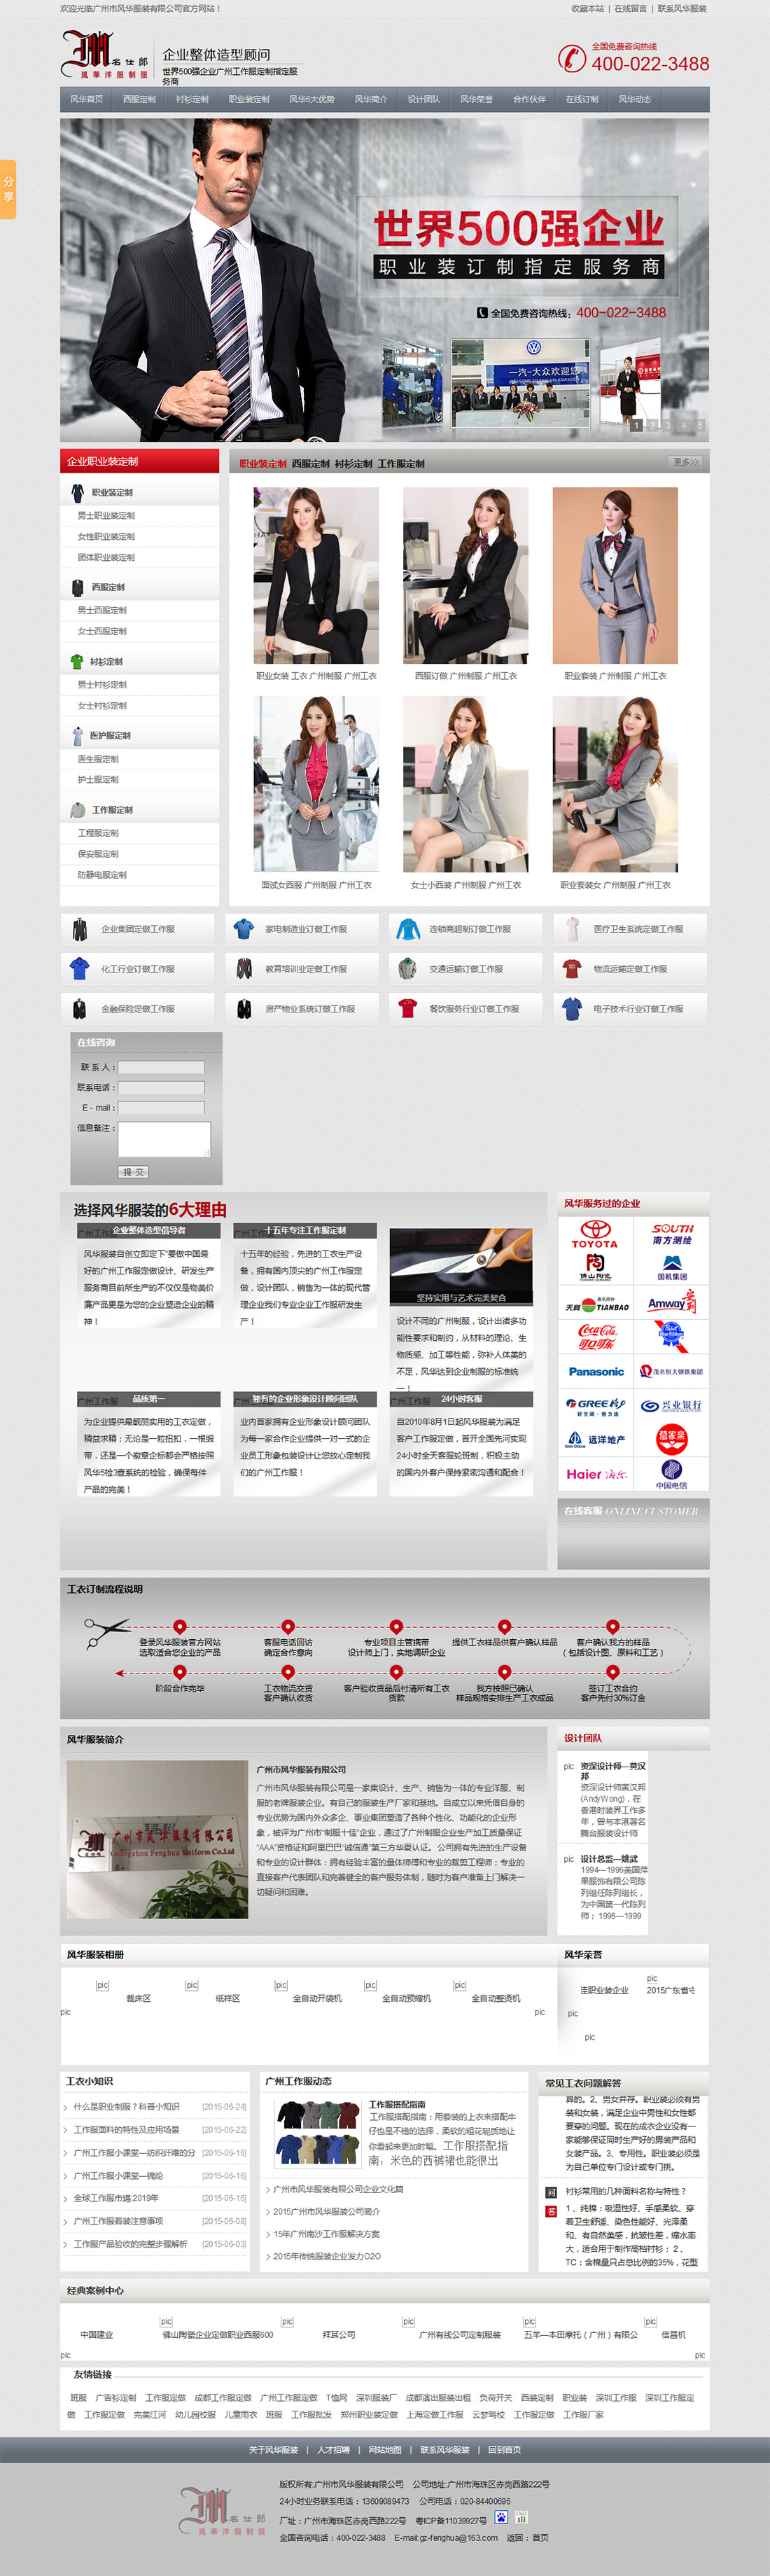 欢迎光临广州市风华服装有限公司官方网站！
收藏本站 | 在线留言 | 联系风华服装
名仕郎
風華洋服制服
企业整体造型顾问
世界500强企业广州工作服定制指定服
务商
全国免费咨询热线
400-022-3488
风华首页 西服定制 衬衫定制 职业装定制 风华6大优势 风华简介 设计团队 风华荣誉 合作伙伴 在线订制 风华动态
分享
世界500强企业
职业装订制指定服务商
全国免费咨询热线：400-022-3488
一汽-大众欢迎您
1 2 3 4 5
企业职业装定制
职业装定制
男士职业装定制
女性职业装定制
团体职业装定制
西服定制
男士西服定制
女士西服定制
衬衫定制
男士衬衫定制
女士衬衫定制
医护服定制
医生服定制
护士服定制
工作服定制
工程服定制
保安服定制
防静电服定制
职业装定制 西服定制 衬衫定制 工作服定制
更多>>
职业女装 工衣 广州制服 广州工衣
西服订做 广州制服 广州工衣
职业套装 广州制服 广州工衣
面试女西服 广州制服 广州工衣
女士小西装 广州制服 广州工衣
职业套装女 广州制服 广州工衣
企业集团定做工作服 家电制造业订做工作服 连锁商超制订做工作服 医疗卫生系统定做工作服
化工行业订做工作服 教育培训业定做工作服 交通运输订做工作服 物流运输定做工作服
金融保险定做工作服 房产物业系统订做工作服 餐饮服务行业订做工作服 电子技术行业订做工作服
在线咨询
联 系 人：
联系电话：
E - mail：
信息备注：
提 交
选择风华服装的6大理由
企业整体造型倡导者
风华服装自创立即定下“要做中国最
好的广州工作服定做设计、研发生产
服务商目前所生产的不仅仅是物美价
廉产品更是为您的企业塑造企业的精
神！
十五年专注工作服定制
十五年的经验，先进的工衣生产设
备，拥有国内顶尖的广州工作服定
做，设计团队，销售为一体的现代管
理企业我们专业企业工作服研发生
产！
坚持实用与艺术完美契合
设计不同的广州制服，设计出诸多功
能性要求和制约，从材料的理论、生
物质感、加工等性能，弥补人体美的
不足，风华达到企业制服的标准统
一！
品质第一
为企业提供最靓丽实用的工衣定做，
精益求精；无论是一粒扣扣，一根缎
带，还是一个徽章企标都会严格按照
风华5检3查系统的检验，确保每件
产品的完美！
独有的企业形象设计顾问团队
业内首家拥有企业形象设计顾问团队
为每一家合作企业提供一对一式的企
业员工形象包装设计让您放心定制我
们的广州工作服！
24小时客服
自2010年8月1日起风华服装为满足
客户工作服定做，首开全国先河实现
24小时全天客服轮班制，积极主动
的国内外客户保持紧密沟通和配合！
风华服务过的企业
TOYOTA
SOUTH
南方测绘
佛山陶瓷
国机集团
天宝 TIANBAO
Amway 安利
Coca-Cola
可口可乐
Panasonic
茂名恒大钢铁集团
GREE 格力
好空调·格力造
兴业银行
远洋地产
Haier 海尔
中国电信
在线客服 ONLINE CUSTOMER
工衣订制流程说明
登录风华服装官方网站
选取适合您企业的产品
客服电话回访
确定合作意向
专业项目主管携带
设计师上门，实地调研企业
提供工衣样品供客户确认样品
客户确认我方的样品
（包括设计图、原料和工艺）
阶段合作完毕
工衣物流交货
客户确认收货
客户验收货品后付清所有工衣
货款
我方按照已确认
样品规格安排生产工衣成品
签订工衣合约
客户先付30%订金
风华服装简介
广州市风华服装有限公司
Guangzhou Fenghua Uniform Co.,Ltd
广州市风华服装有限公司
广州市风华服装有限公司是一家集设计、生产、销售为一体的专业洋服、制
服的老牌服装企业。有自己的服装生产厂家和基地。自成立以来凭借自身的
专业优势为国内外众多企、事业集团塑造了各种个性化、功能化的企业形
象，被评为广州市“制服十佳”企业，通过了广州制服企业生产加工质量保证
“AAA”资格证和阿里巴巴“诚信通”第三方华夏认证。公司拥有先进的生产设备
和专业的设计群体；拥有经验丰富的量体师傅和专业的裁剪工程师；专业的
直接客户代表团队和完善健全的客户服务体制，随时为客户准备上门解决一
切疑问和困难。
设计团队
pic
资深设计师—黄汉
邦
资深设计师黄汉邦
(AndyWong)，在
香港时装界工作多
年，曾与本港著名
舞台服装设计师
pic
设计总监—姚武
1994---1996美国萍
果服饰有限公司陈
列组任陈列组长，
为中国第一代陈列
师； 1996---1999
风华服装相册
pic pic pic pic pic
裁床区 纸样区 全自动开袋机 全自动预缩机 全自动整烫机
pic pic
风华荣誉
pic
佳职业装企业 2015广东省守
pic
pic
工衣小知识
什么是职业制服？科普小知识 [2015-06-24]
工作服面料的特性及应用场景 [2015-06-22]
广州工作服小课堂—纺织纤维的分 [2015-06-16]
广州工作服小课堂—锦纶 [2015-06-16]
全球工作服市場:2019年 [2015-06-16]
广州工作服着装注意事项 [2015-06-08]
工作服产品验收的完整步骤解析 [2015-06-03]
广州工作服动态
工作服搭配指南
工作服搭配指南：用套装的上衣来搭配牛
仔也是不错的选择，柔软的粗花呢质地让
你看起来更加时髦。工作服搭配指
南：米色的西裤裙也能很出
广州市风华服装有限公司企业文化篇
2015广州市风华服装公司简介
15年广州南沙工作服解决方案
2015年传统服装企业发力O2O
常见工衣问题解答
算的。2、男女并存。职业装必须有男
装和女装，满足企业中男性和女性都
要穿的问题。现在的成衣企业没有一
家能够保证同时生产好的男装产品和
女装产品。3、专用性。职业装必须是
为自己单位专门设计或专门挑。
问 衬衫常用的几种面料名称与特性？
答 1、纯棉：吸湿性好、手感柔软、穿
着卫生舒适、染色性能好、光泽柔
和、有自然美感，抗皱性差，缩水率
大，适合用于制作高档衬衫； 2、
TC：含棉量只占总比例的35%，花型
经典案例中心
pic pic pic pic pic
中国建业 佛山陶瓷企业定做职业西服600 拜耳公司 广州有线公司定制服装 五羊—本田摩托（广州）有限公 信昌机
pic pic
友情链接
班服 广告衫定制 工作服定做 成都工作服定做 广州工作服定做 T恤网 深圳服装厂 成都演出服装出租 负荷开关 西装定制 职业装 深圳工作服 深圳工作服定
做 工作服定做 完美江河 幼儿园校服 儿童雨衣 班服 工作服批发 郑州职业装定做 上海定做工作服 云梦驾校 工作服定做 工作服厂家
关于风华服装 | 人才招聘 | 网站地图 | 联系风华服装 | 回到首页
名仕郎
風華洋服制服
版权所有:广州市风华服装有限公司 公司地址:广州市海珠区赤岗西路222号
24小时业务联系电话：13609089473 公司电话：020-84400696
厂址：广州市海珠区赤岗西路222号 粤ICP备11039927号
全国咨询电话：400-022-3488 E-mail:gz-fenghua@163.com 返回： 首页